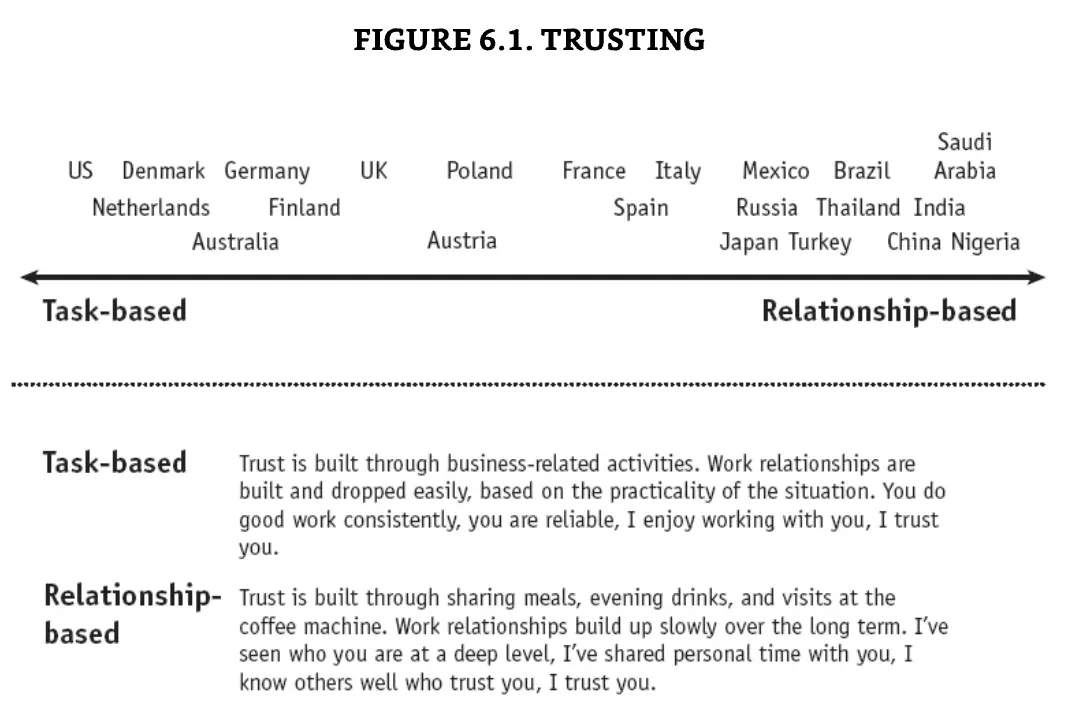 FIGURE 6.1. TRUSTING
Saudi
US Denmark Germany UK Poland France Italy Mexico Brazil Arabia
Netherlands Finland Spain Russia Thailand India
Australia Austria Japan Turkey China Nigeria
Task-based Relationship-based
Task-based Trust is built through business-related activities. Work relationships are
built and dropped easily, based on the practicality of the situation. You do
good work consistently, you are reliable, I enjoy working with you, I trust
you.
Relationship- Trust is built through sharing meals, evening drinks, and visits at the
based coffee machine. Work relationships build up slowly over the long term. I’ve
seen who you are at a deep level, I’ve shared personal time with you, I
know others well who trust you, I trust you.